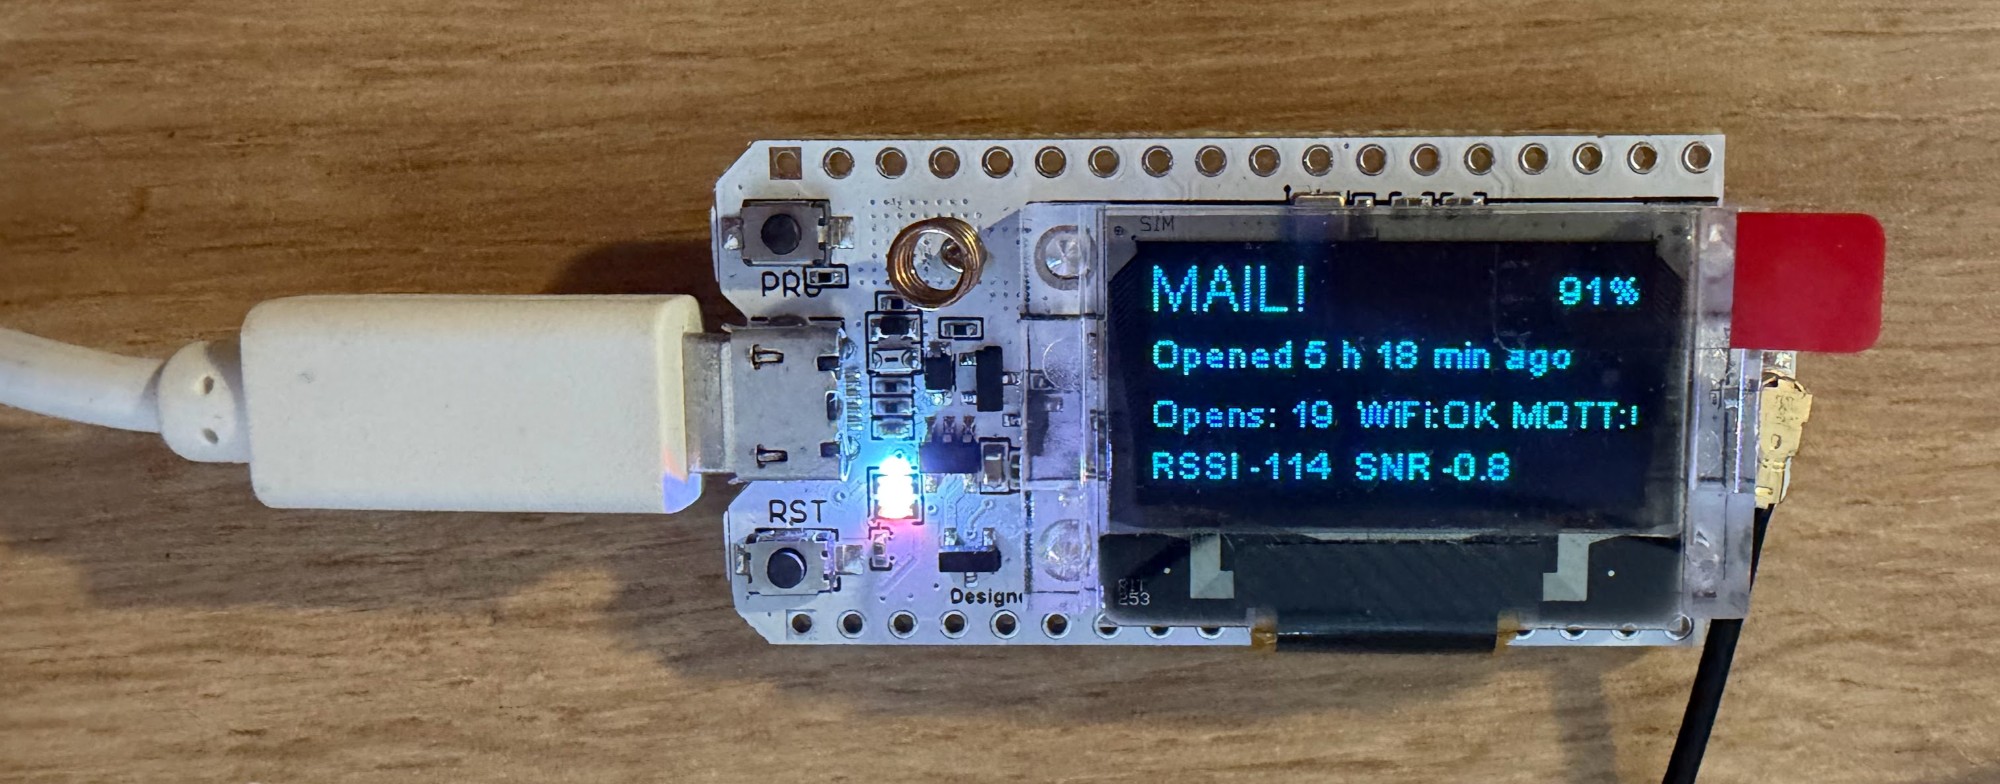 PRG
RST
Designe
SIM
MAIL! 91%
Opened 5 h 18 min ago
Opens: 19 WiFi:OK MQTT:!
RSSI -114 SNR -0.8
253